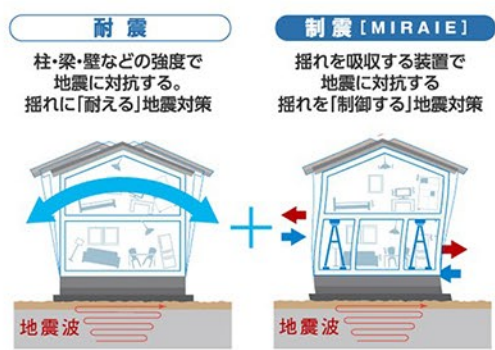 耐震
柱・梁・壁などの強度で
地震に対抗する。
揺れに「耐える」地震対策
地震波
+
制震[MIRAIE]
揺れを吸収する装置で
地震に対抗する
揺れを「制御する」地震対策
地震波